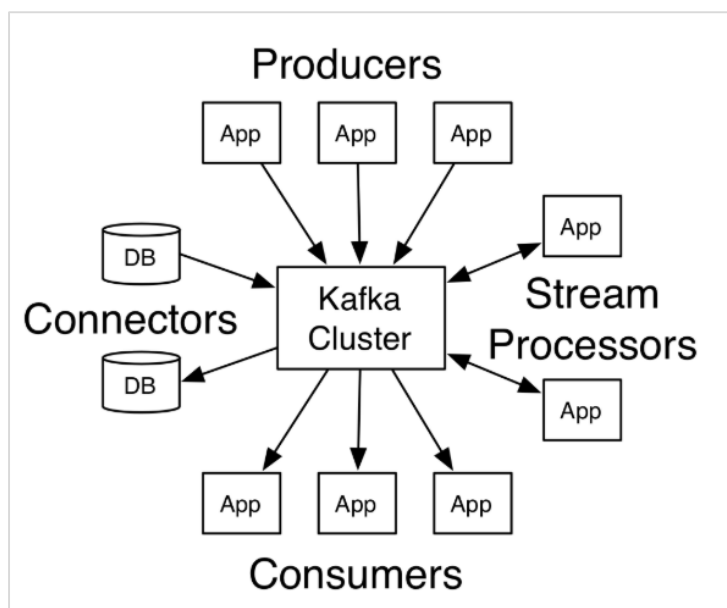 Producers
App
App
App
App
DB
Kafka
Cluster
Stream
Processors
Connectors
DB
App
App
App
App
Consumers